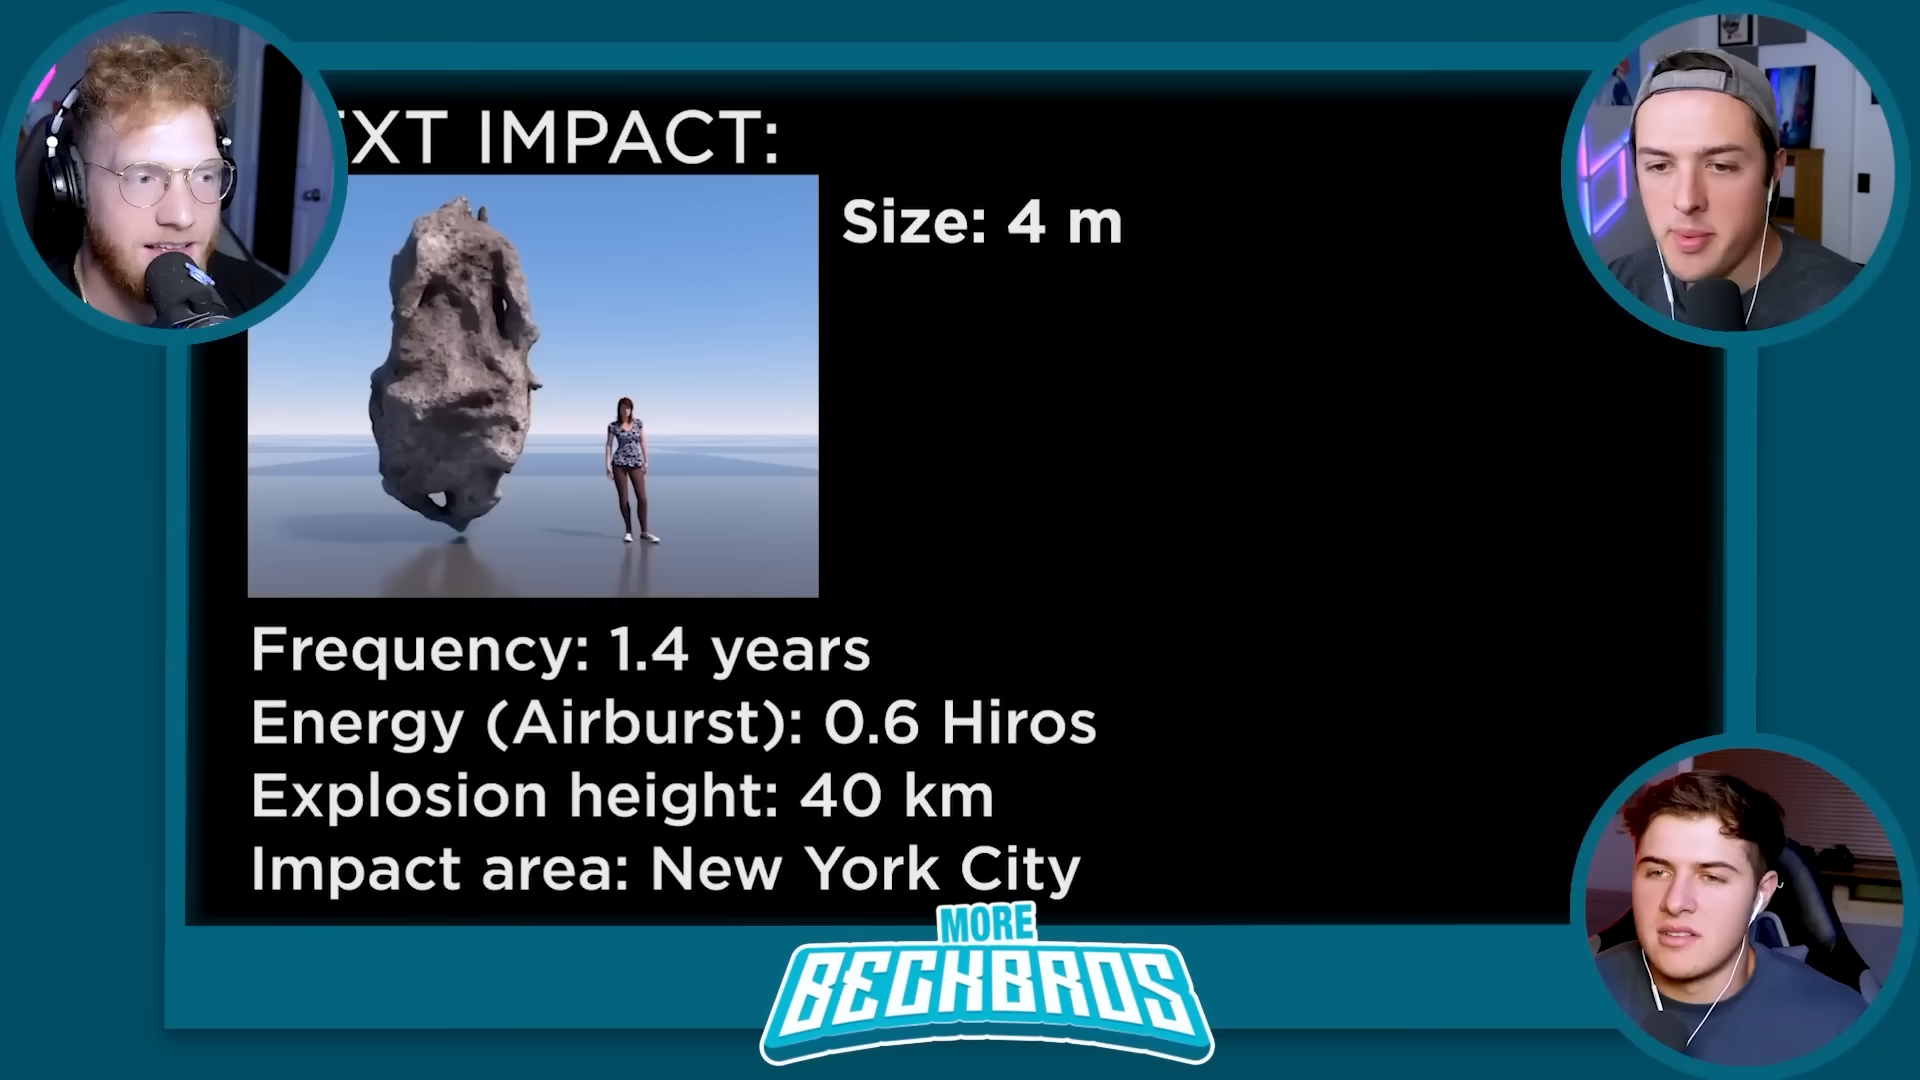 EXT IMPACT:
Size: 4 m
Frequency: 1.4 years
Energy (Airburst): 0.6 Hiros
Explosion height: 40 km
Impact area: New York City
MORE
BECKBROS